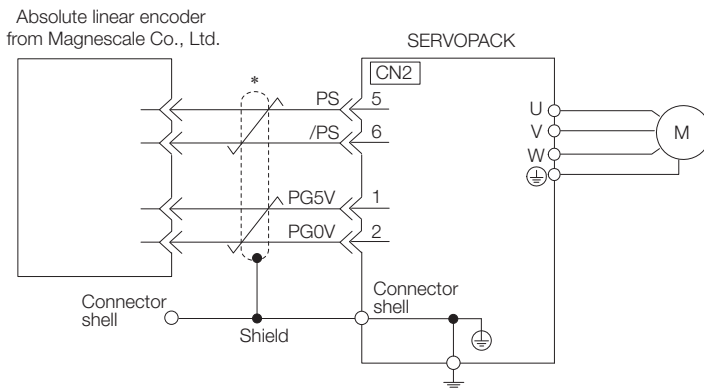 Absolute linear encoder
from Magnescale Co., Ltd.
SERVOPACK
CN2
*
PS 5
/PS 6
PG5V 1
PG0V 2
U
V
W
M
Connector
shell
Shield
Connector
shell